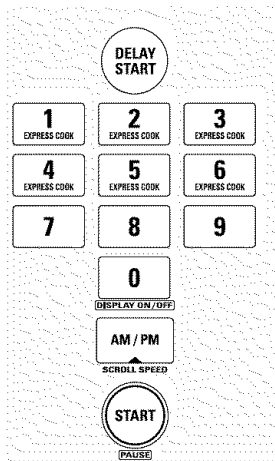 DELAY
START
1 2 3
EXPRESS COOK EXPRESS COOK EXPRESS COOK
4 5 6
EXPRESS COOK EXPRESS COOK EXPRESS COOK
7 8 9
0
DISPLAY ON/OFF
AM / PM
SCROLL SPEED
START
PAUSE